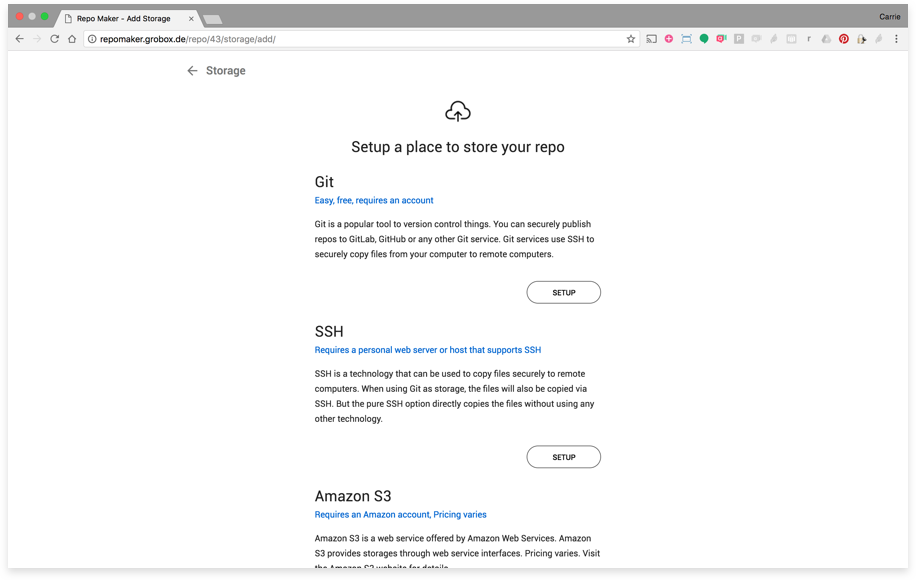 Repo Maker - Add Storage
Carrie
repomaker.grobox.de/repo/43/storage/add/
Storage
Setup a place to store your repo
Git
Easy, free, requires an account
Git is a popular tool to version control things. You can securely publish
repos to GitLab, GitHub or any other Git service. Git services use SSH to
securely copy files from your computer to remote computers.
SETUP
SSH
Requires a personal web server or host that supports SSH
SSH is a technology that can be used to copy files securely to remote
computers. When using Git as storage, the files will also be copied via
SSH. But the pure SSH option directly copies the files without using any
other technology.
SETUP
Amazon S3
Requires an Amazon account, Pricing varies
Amazon S3 is a web service offered by Amazon Web Services. Amazon
S3 provides storages through web service interfaces. Pricing varies. Visit
the Amazon S3 website for details.